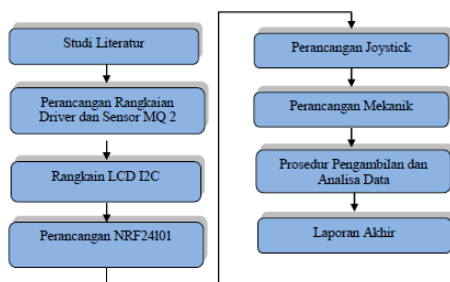 Studi Literatur
Perancangan Rangkaian
Driver dan Sensor MQ 2
Rangkain LCD I2C
Perancangan NRF24l01
Perancangan Joystick
Perancangan Mekanik
Prosedur Pengambilan dan
Analisa Data
Laporan Akhir